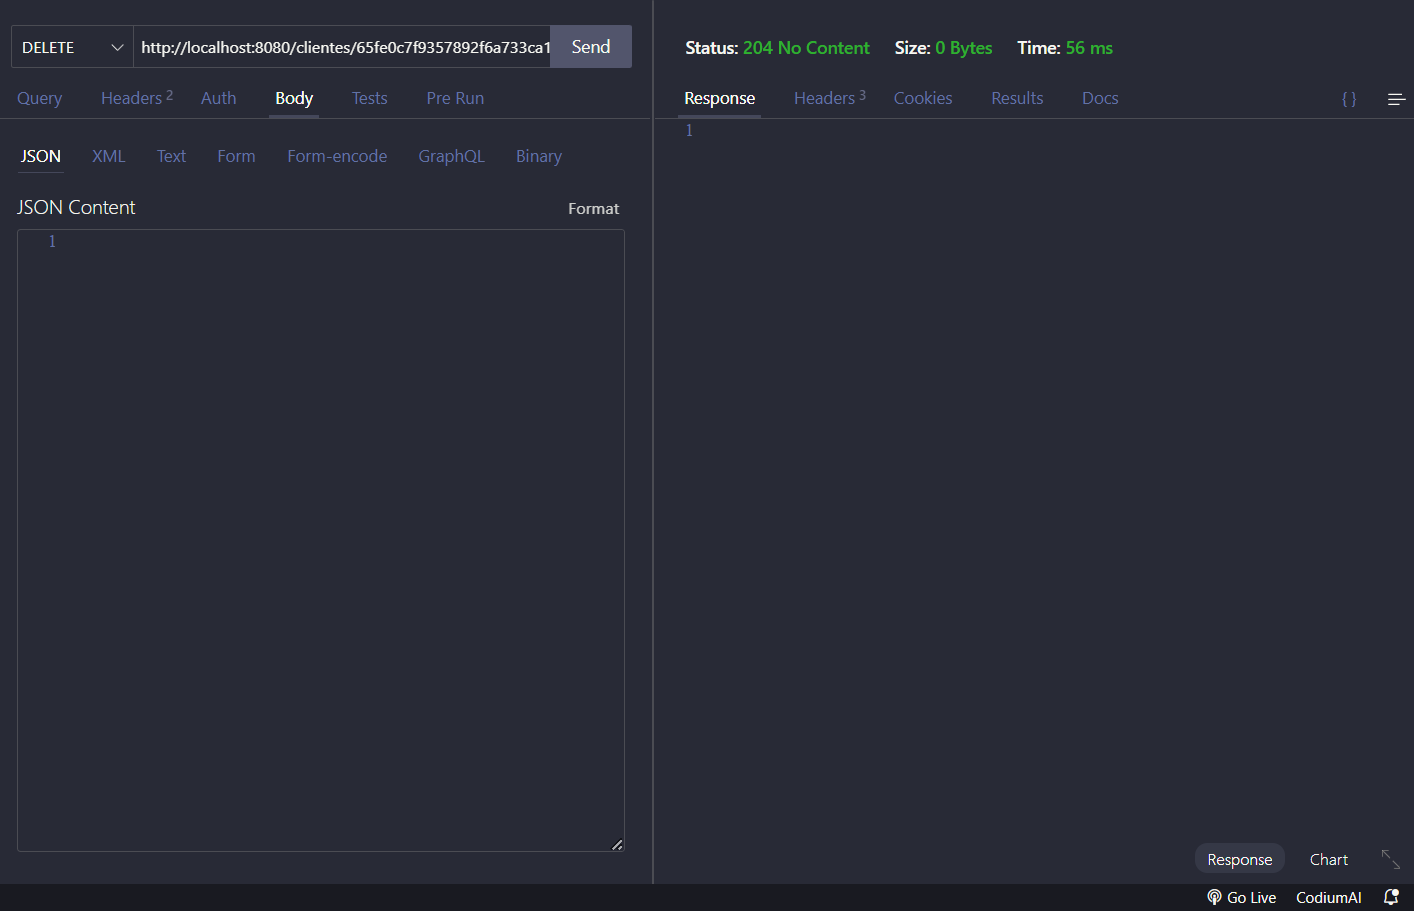 DELETE http://localhost:8080/clientes/65fe0c7f9357892f6a733ca1 Send
Query Headers 2 Auth Body Tests Pre Run
JSON XML Text Form Form-encode GraphQL Binary
JSON Content Format
1
Status: 204 No Content Size: 0 Bytes Time: 56 ms
Response Headers 3 Cookies Results Docs { }
1
Response Chart
Go Live CodiumAI